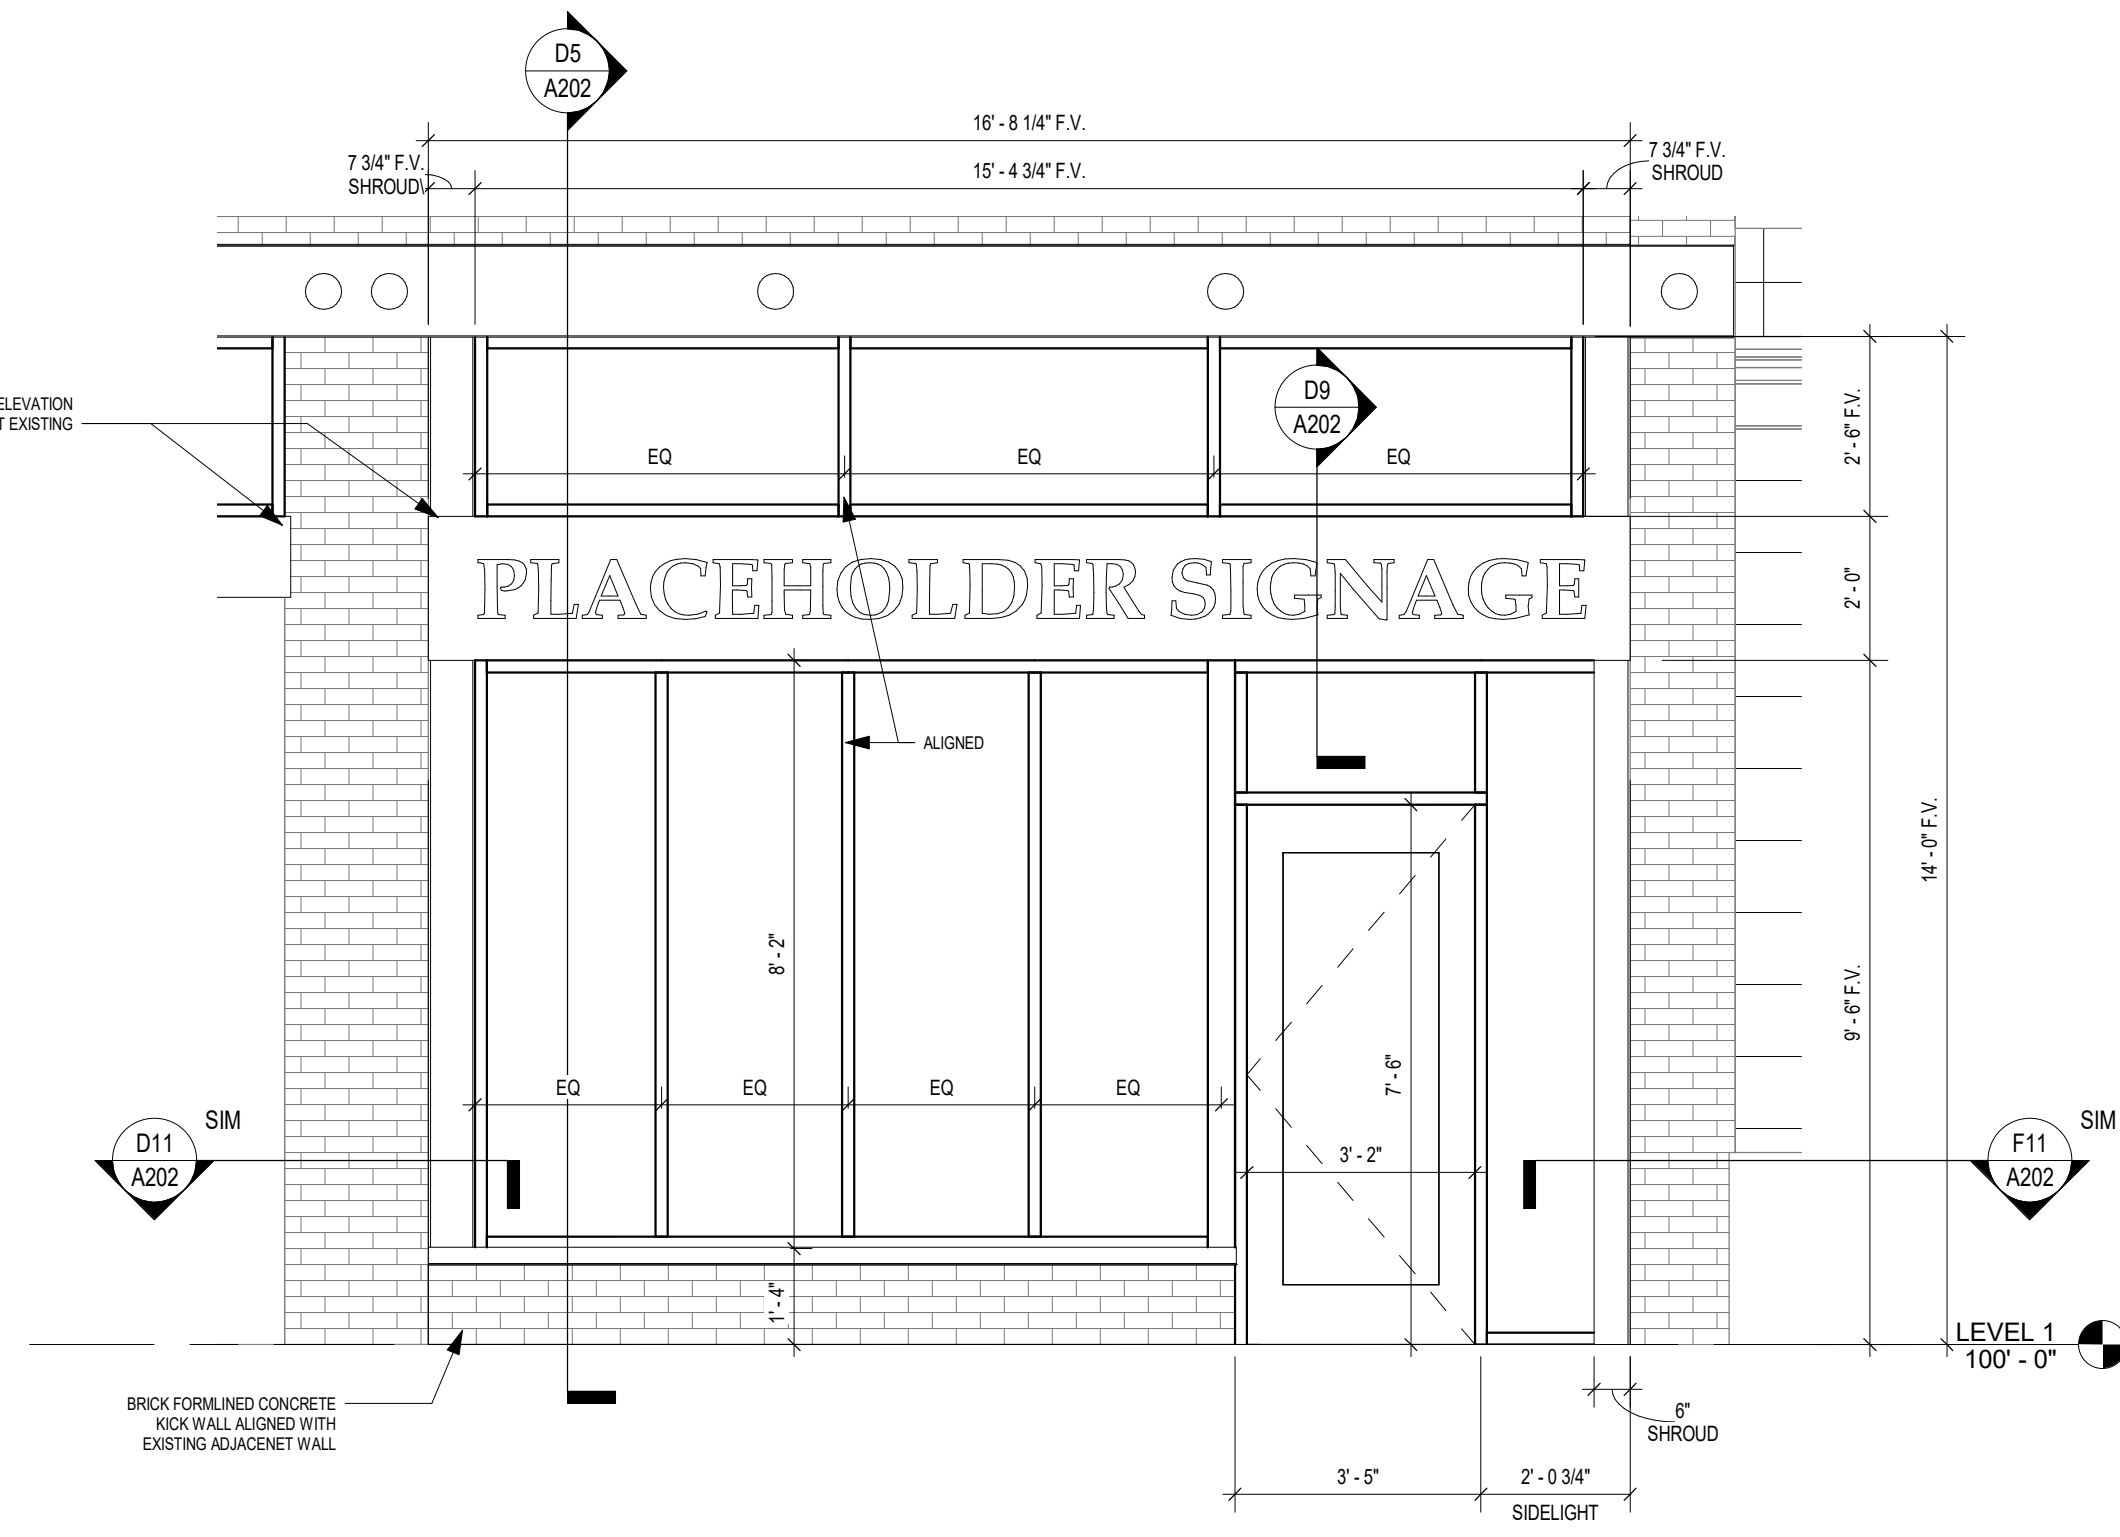 D5
A202
16' - 8 1/4" F.V.
7 3/4" F.V.
SHROUD
15' - 4 3/4" F.V.
7 3/4" F.V.
SHROUD
D9
A202
ELEVATION
EXISTING
2' - 6" F.V.
EQ
EQ
EQ
PLACEHOLDER SIGNAGE
2' - 0"
ALIGNED
14' - 0" F.V.
8' - 2"
9' - 6" F.V.
7' - 6"
EQ
EQ
EQ
EQ
SIM
D11
A202
3' - 2"
SIM
F11
A202
1' - 4"
LEVEL 1
100' - 0"
BRICK FORMLINED CONCRETE
KICK WALL ALIGNED WITH
EXISTING ADJACENET WALL
6"
SHROUD
3' - 5"
2' - 0 3/4"
SIDELIGHT